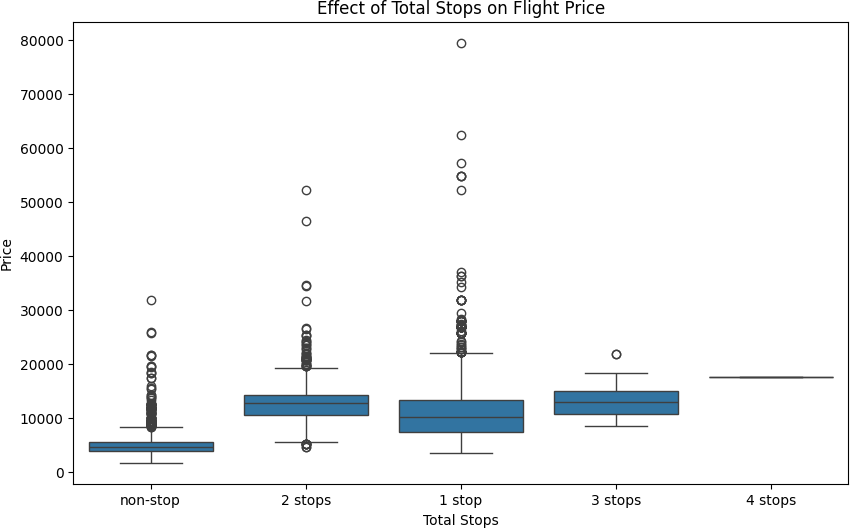 Effect of Total Stops on Flight Price
80000
70000
60000
50000
40000
30000
20000
10000
0
Price
non-stop
2 stops
1 stop
3 stops
4 stops
Total Stops